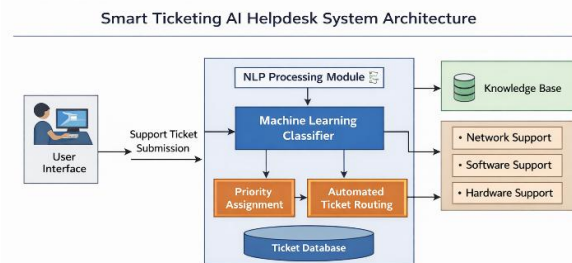 Smart Ticketing AI Helpdesk System Architecture
NLP Processing Module
Knowledge Base
Machine Learning
Classifier
Support Ticket
Submission
User
Interface
• Network Support
• Software Support
• Hardware Support
Priority
Assignment
Automated
Ticket Routing
Ticket Database